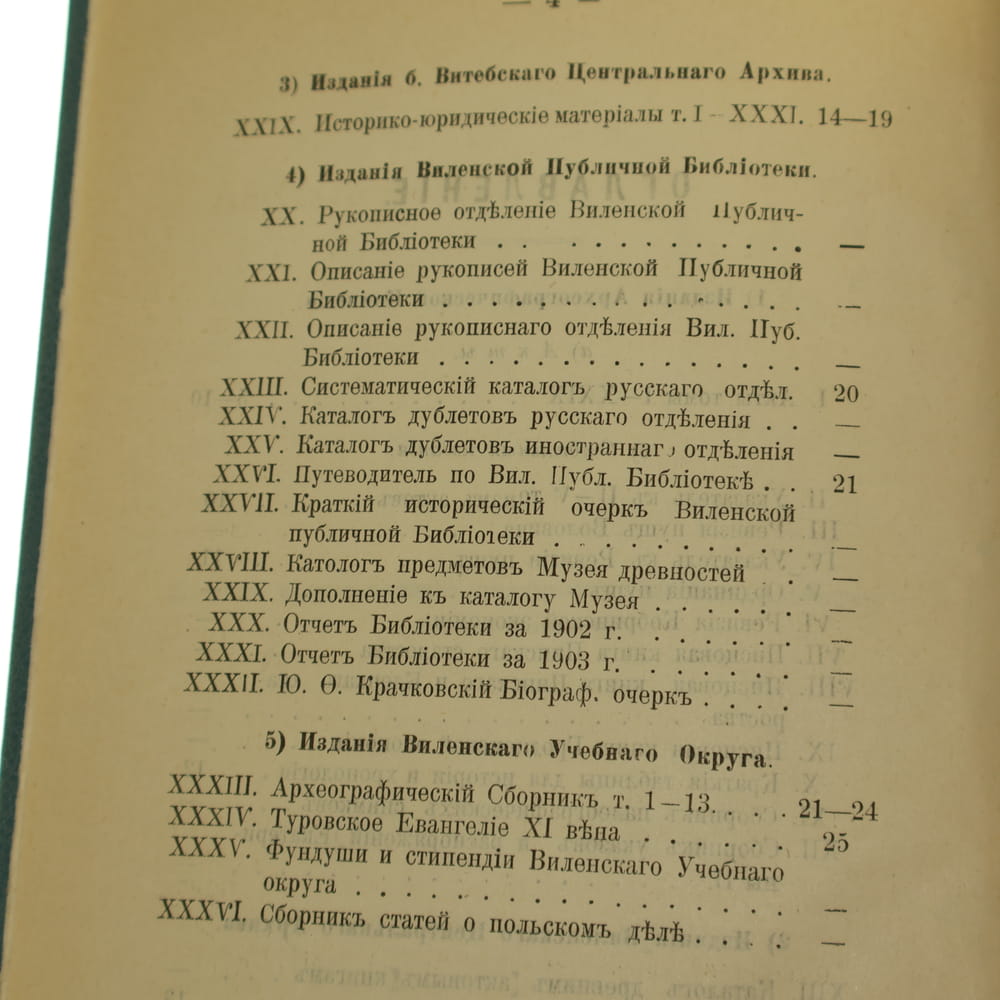 — 4 —
3) Изданія б. Витебскаго Центральнаго Архива.
XXIX. Историко-юридическіе матеріалы т. I – XXXI. 14—19
4) Изданія Виленской Публичной Библіотеки.
XX. Рукописное отдѣленіе Виленской Публич-
ной Библіотеки . . . . . . . . . . . . —
XXI. Описаніе рукописей Виленской Публичной
Библіотеки . . . . . . . . . . . . . —
XXII. Описаніе рукописнаго отдѣленія Вил. Пуб.
Библіотеки . . . . . . . . . . . . . —
XXIII. Систематическій каталогъ русскаго отдѣл. 20
XXIV. Каталогъ дублетовъ русскаго отдѣленія . . —
XXV. Каталогъ дублетовъ иностраннаго отдѣленія —
XXVI. Путеводитель по Вил. Публ. Библіотекѣ . . 21
XXVII. Краткій историческій очеркъ Виленской
публичной Библіотеки . . . . . . . . . —
XXVIII. Катологъ предметовъ Музея древностей . . —
XXIX. Дополненіе къ каталогу Музея . . . . . . —
XXX. Отчетъ Библіотеки за 1902 г. . . . . . . —
XXXI. Отчетъ Библіотеки за 1903 г. . . . . . . —
XXXII. Ю. Ѳ. Крачковскій Біограф. очеркъ . . . . —
5) Изданія Виленскаго Учебнаго Округа.
XXXIII. Археографическій Сборникъ т. 1—13. . . . 21—24
XXXIV. Туровское Евангеліе XI вѣпа . . . . . . 25
XXXV. Фундуши и стипендіи Виленскаго Учебнаго
округа . . . . . . . . . . . . . . . —
XXXVI. Сборникъ статей о польскомъ дѣлѣ . . . . —